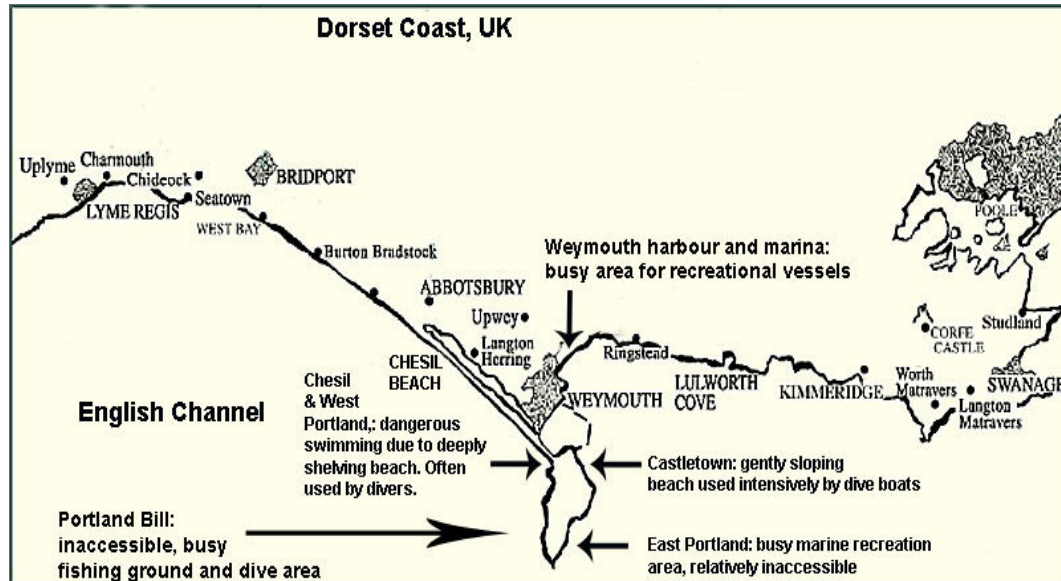 Dorset Coast, UK
Uplyme
Charmouth
Chideock
Seatown
LYME REGIS
BRIDPORT
WEST BAY
Burton Bradstock
ABBOTSBURY
Upwey
Langton
Herring
CHESIL
BEACH
Weymouth harbour and marina:
busy area for recreational vessels
POOLE
Studland
CORFE
CASTLE
Ringstead
LULWORTH
COVE
KIMMERIDGE
Worth
Matravers
SWANAGE
Langton
Matravers
WEYMOUTH
English Channel
Chesil
& West
Portland,: dangerous
swimming due to deeply
shelving beach. Often
used by divers.
Castletown: gently sloping
beach used intensively by dive boats
Portland Bill:
inaccessible, busy
fishing ground and dive area
East Portland: busy marine recreation
area, relatively inaccessible